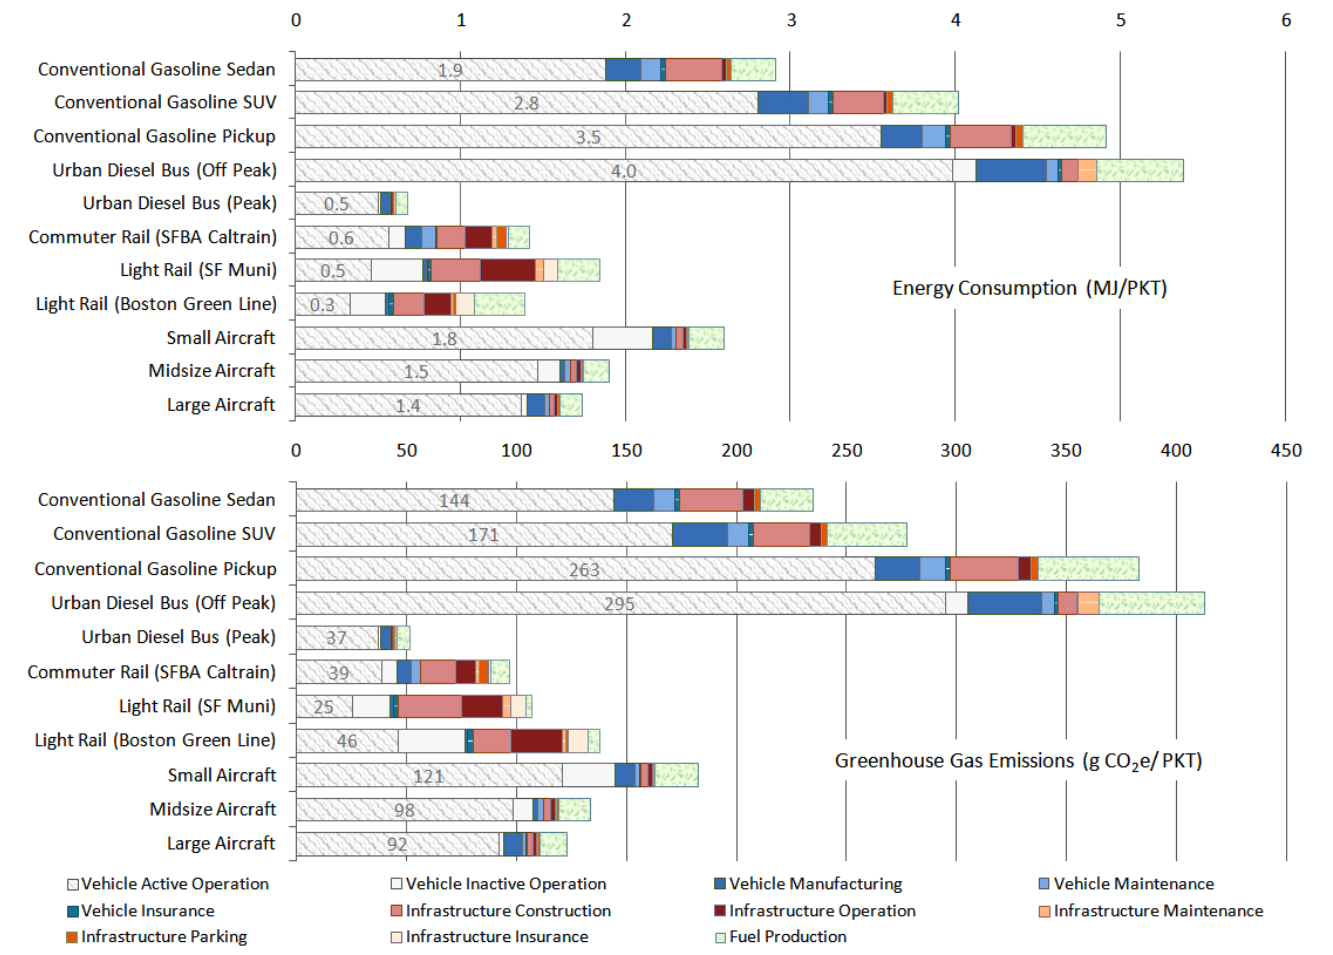 0 1 2 3 4 5 6
Conventional Gasoline Sedan 1.9
Conventional Gasoline SUV 2.8
Conventional Gasoline Pickup 3.5
Urban Diesel Bus (Off Peak) 4.0
Urban Diesel Bus (Peak) 0.5
Commuter Rail (SFBA Caltrain) 0.6
Light Rail (SF Muni) 0.5
Energy Consumption (MJ/PKT)
Light Rail (Boston Green Line) 0.3
Small Aircraft 1.8
Midsize Aircraft 1.5
Large Aircraft 1.4
0 50 100 150 200 250 300 350 400 450
Conventional Gasoline Sedan 144
Conventional Gasoline SUV 171
Conventional Gasoline Pickup 263
Urban Diesel Bus (Off Peak) 295
Urban Diesel Bus (Peak) 37
Commuter Rail (SFBA Caltrain) 39
Light Rail (SF Muni) 25
Light Rail (Boston Green Line) 46
Greenhouse Gas Emissions (g CO₂e/ PKT)
Small Aircraft 121
Midsize Aircraft 98
Large Aircraft 92
Vehicle Active Operation Vehicle Inactive Operation Vehicle Manufacturing Vehicle Maintenance
Vehicle Insurance Infrastructure Construction Infrastructure Operation Infrastructure Maintenance
Infrastructure Parking Infrastructure Insurance Fuel Production